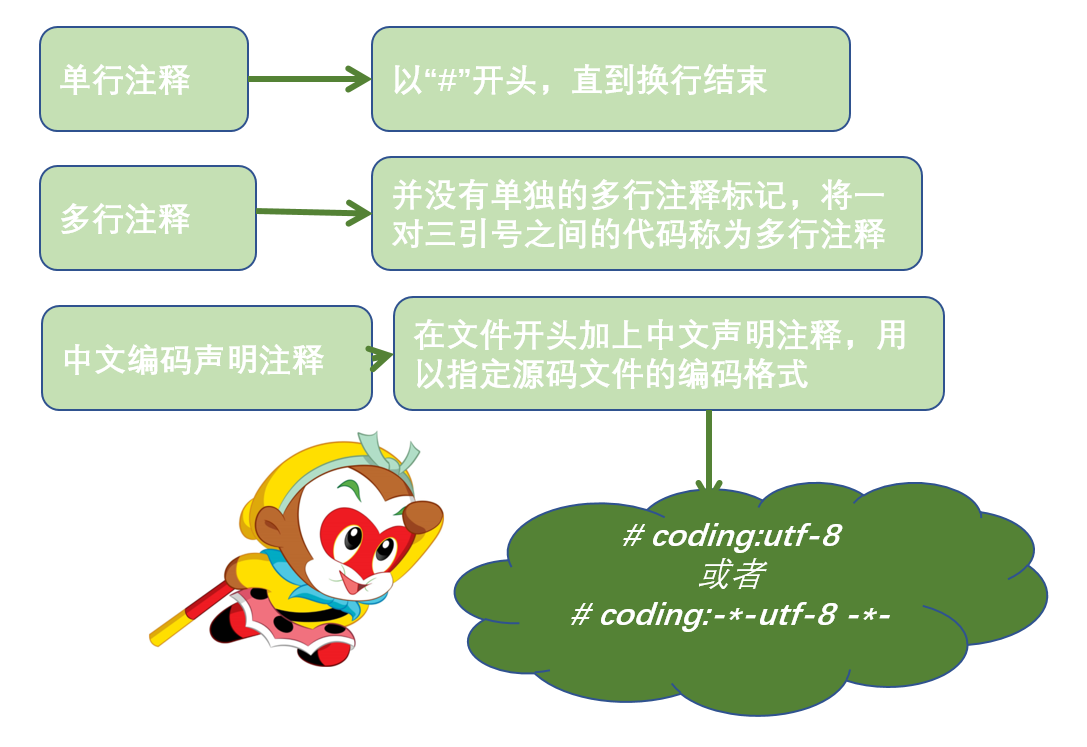 单行注释
以“#”开头，直到换行结束
多行注释
并没有单独的多行注释标记，将一
对三引号之间的代码称为多行注释
中文编码声明注释
在文件开头加上中文声明注释，用
以指定源码文件的编码格式
# coding:utf-8
或者
# coding:-*-utf-8 -*-